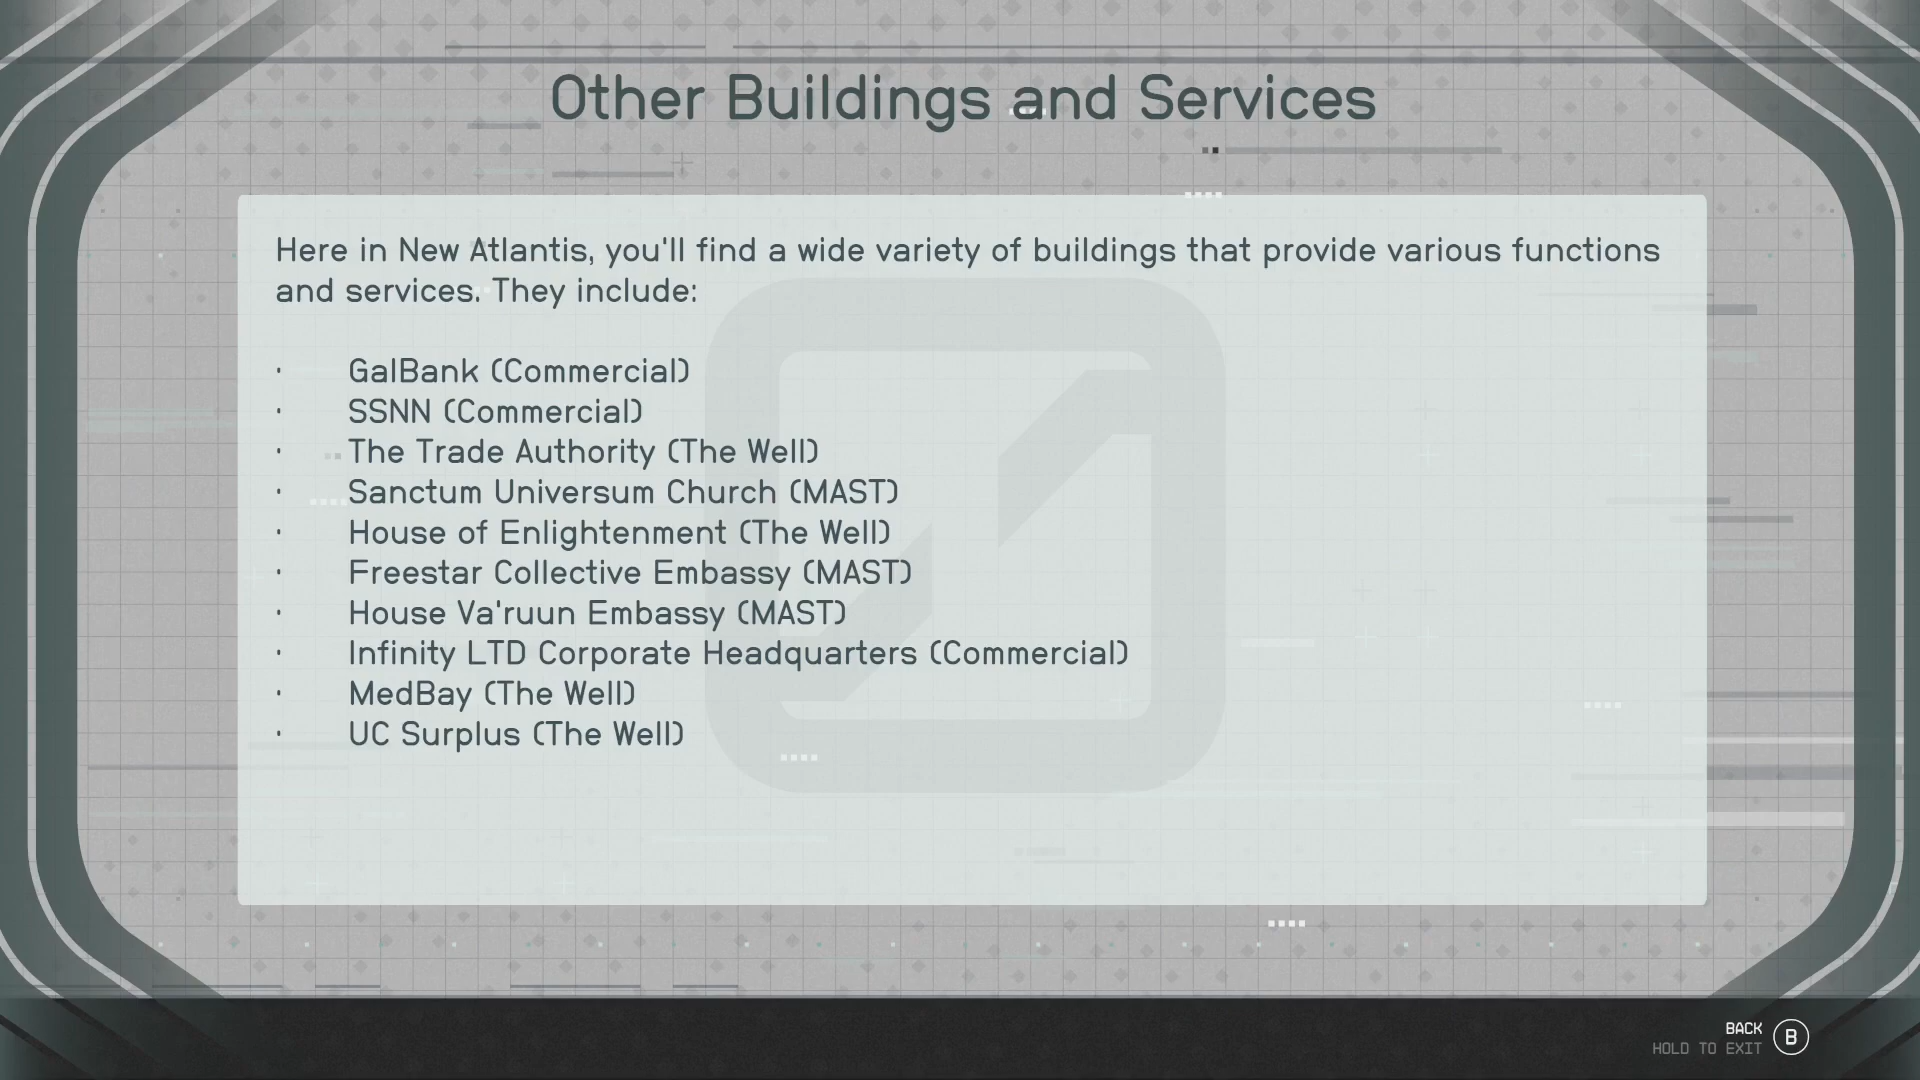 Other Buildings and Services
Here in New Atlantis, you'll find a wide variety of buildings that provide various functions
and services. They include:
· GalBank (Commercial)
· SSNN (Commercial)
· The Trade Authority (The Well)
· Sanctum Universum Church (MAST)
· House of Enlightenment (The Well)
· Freestar Collective Embassy (MAST)
· House Va'ruun Embassy (MAST)
· Infinity LTD Corporate Headquarters (Commercial)
· MedBay (The Well)
· UC Surplus (The Well)
BACK
HOLD TO EXIT
B